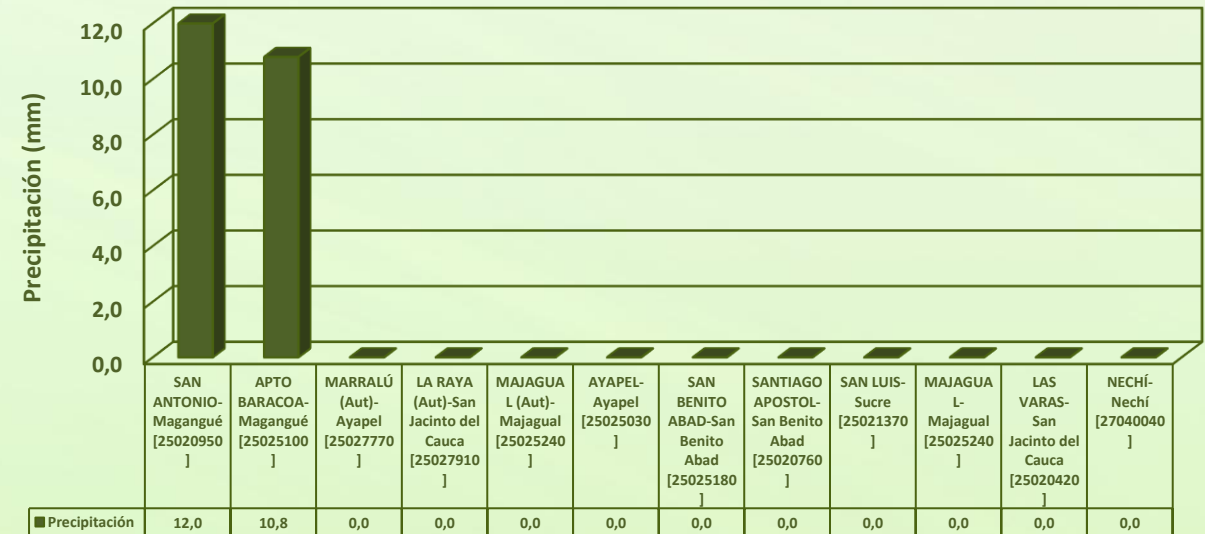 Precipitación (mm)
12,0
10,0
8,0
6,0
4,0
2,0
0,0
SAN
ANTONIO-
Magangué
[25020950
]
APTO
BARACOA-
Magangué
[25025100
]
MARRALÚ
(Aut)-
Ayapel
[25027770
]
LA RAYA
(Aut)-San
Jacinto del
Cauca
[25027910
]
MAJAGUA
L (Aut)-
Majagual
[25025240
]
AYAPEL-
Ayapel
[25025030
]
SAN
BENITO
ABAD-San
Benito
Abad
[25025180
]
SANTIAGO
APOSTOL-
San Benito
Abad
[25020760
]
SAN LUIS-
Sucre
[25021370
]
MAJAGUA
L-
Majagual
[25025240
]
LAS
VARAS-
San
Jacinto del
Cauca
[25020420
]
NECHÍ-
Nechí
[27040040
]
Precipitación 12,0 10,8 0,0 0,0 0,0 0,0 0,0 0,0 0,0 0,0 0,0 0,0